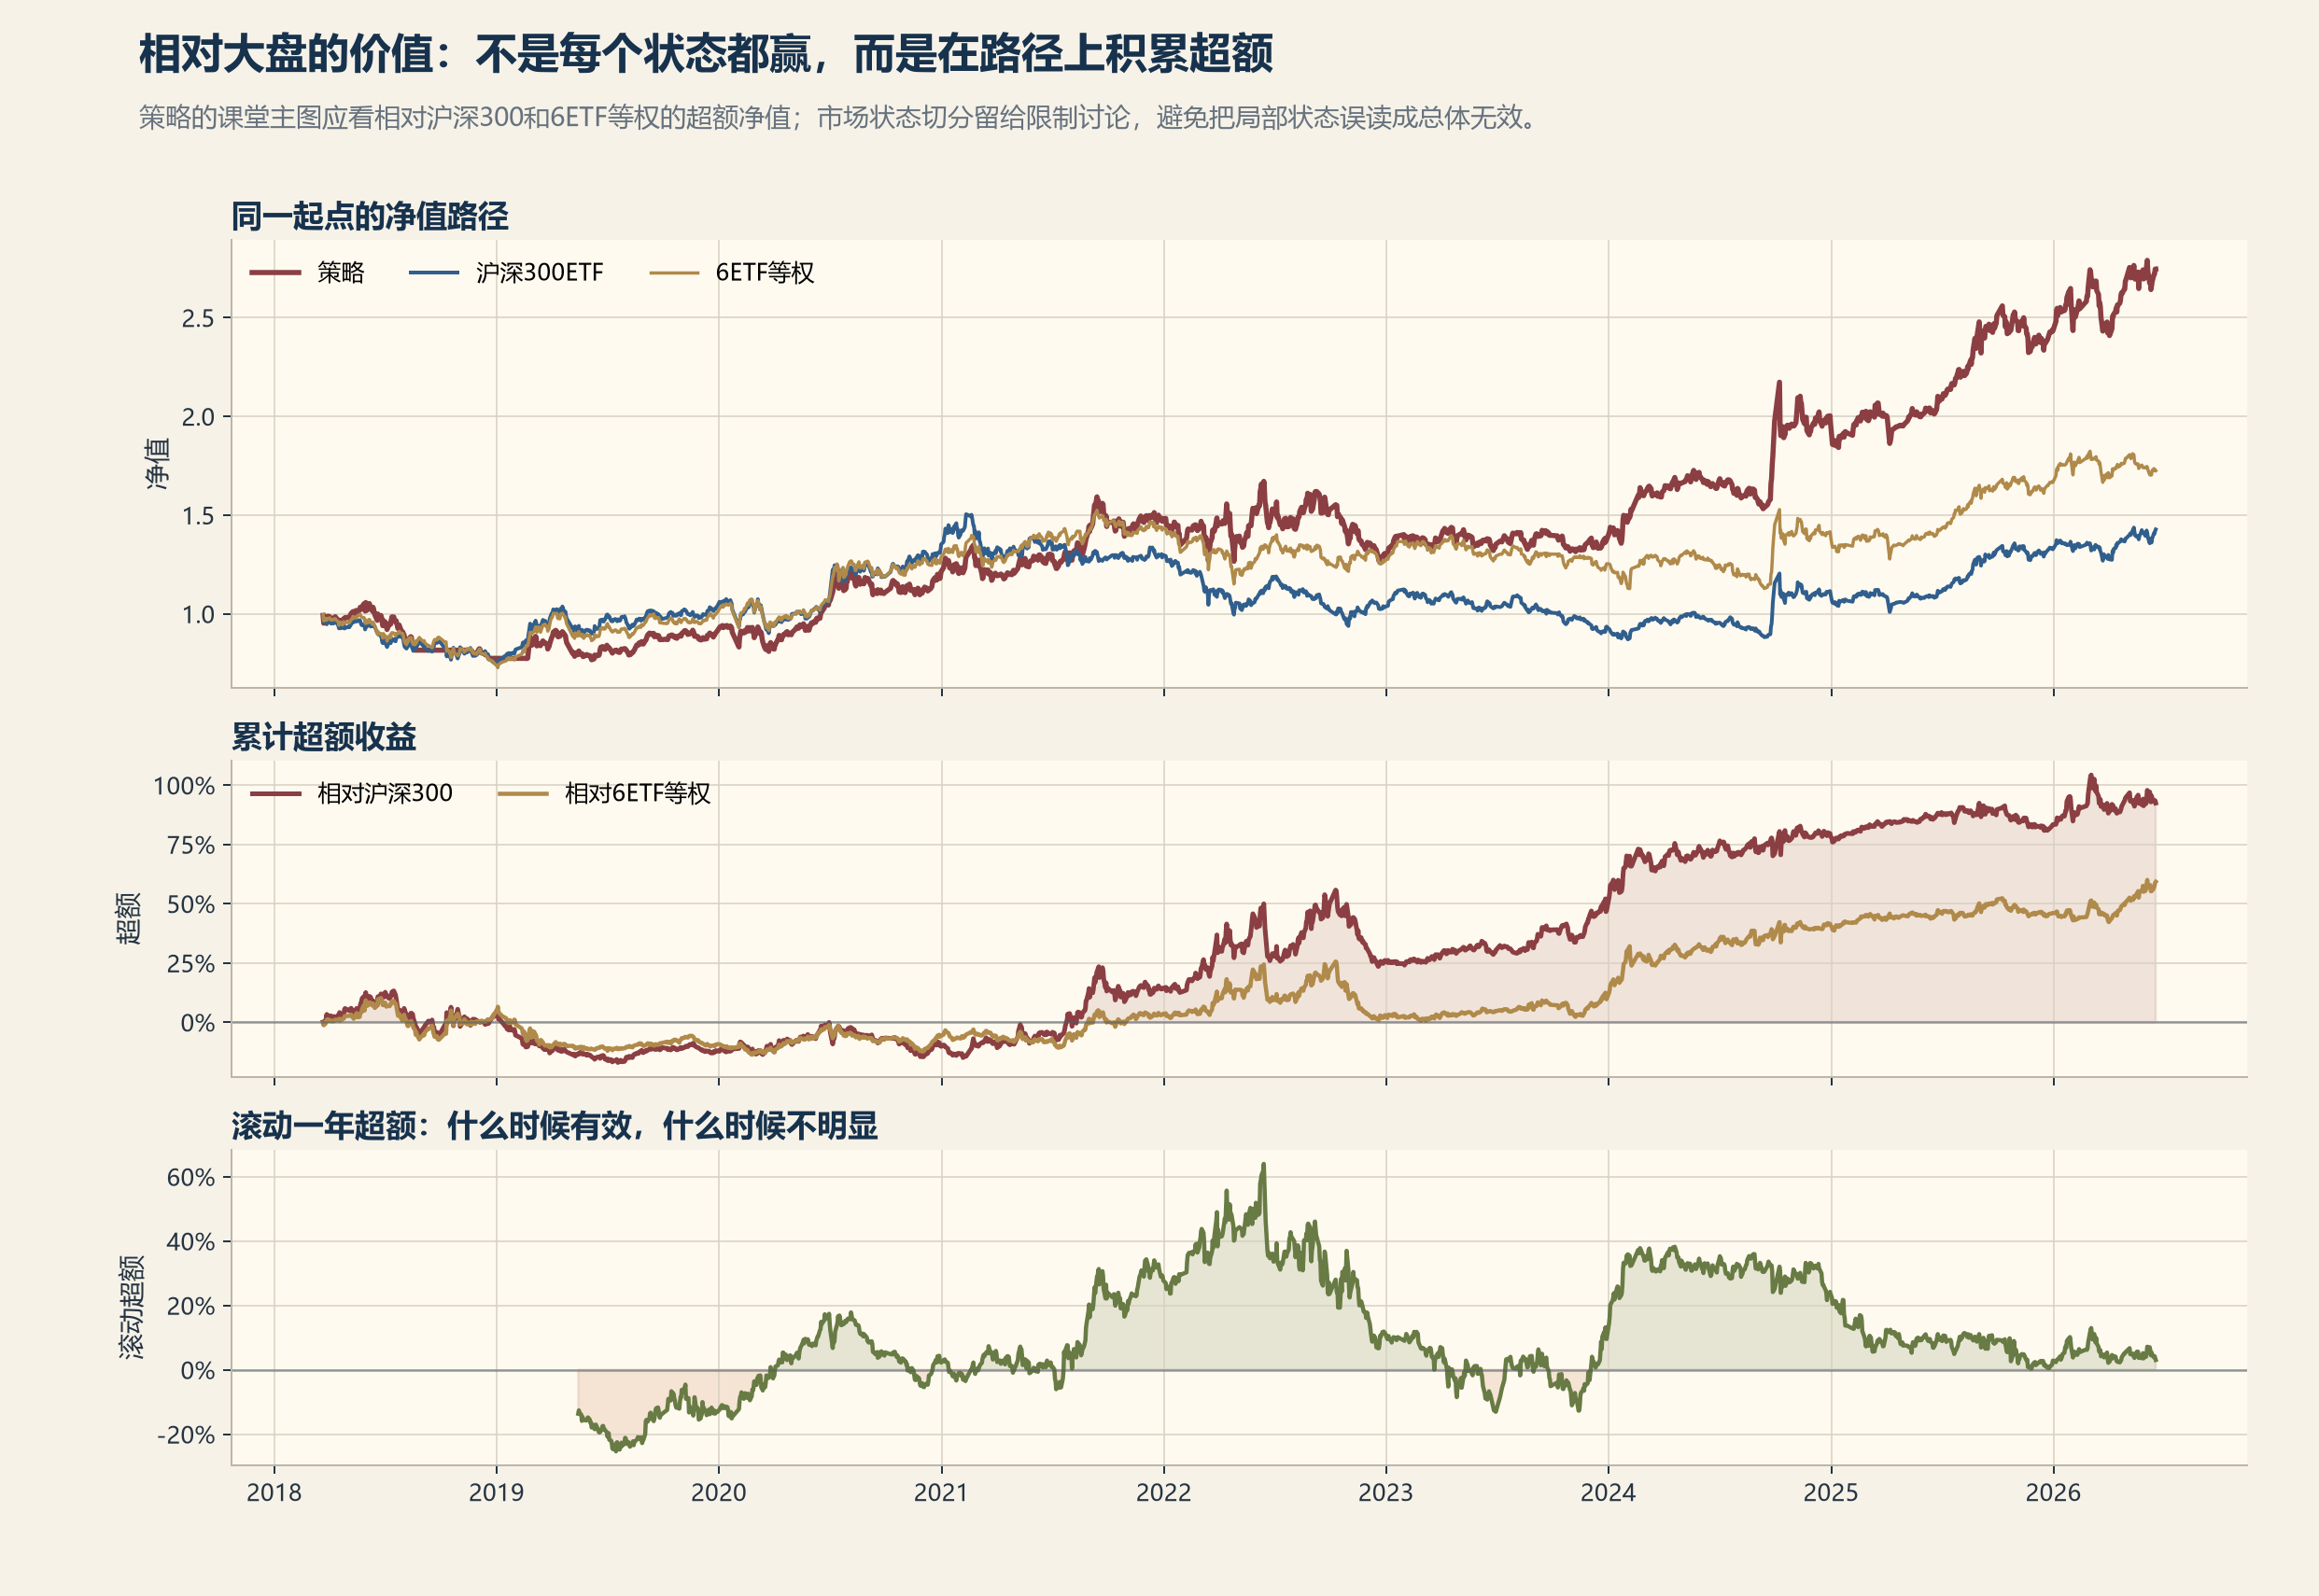 相对大盘的价值：不是每个状态都赢，而是在路径上积累超额
策略的课堂主图应看相对沪深300和6ETF等权的超额净值；市场状态切分留给限制讨论，避免把局部状态误读成总体无效。
同一起点的净值路径
策略 沪深300ETF 6ETF等权
净值
2.5
2.0
1.5
1.0
累计超额收益
相对沪深300 相对6ETF等权
超额
100%
75%
50%
25%
0%
滚动一年超额：什么时候有效，什么时候不明显
滚动超额
60%
40%
20%
0%
-20%
2018 2019 2020 2021 2022 2023 2024 2025 2026